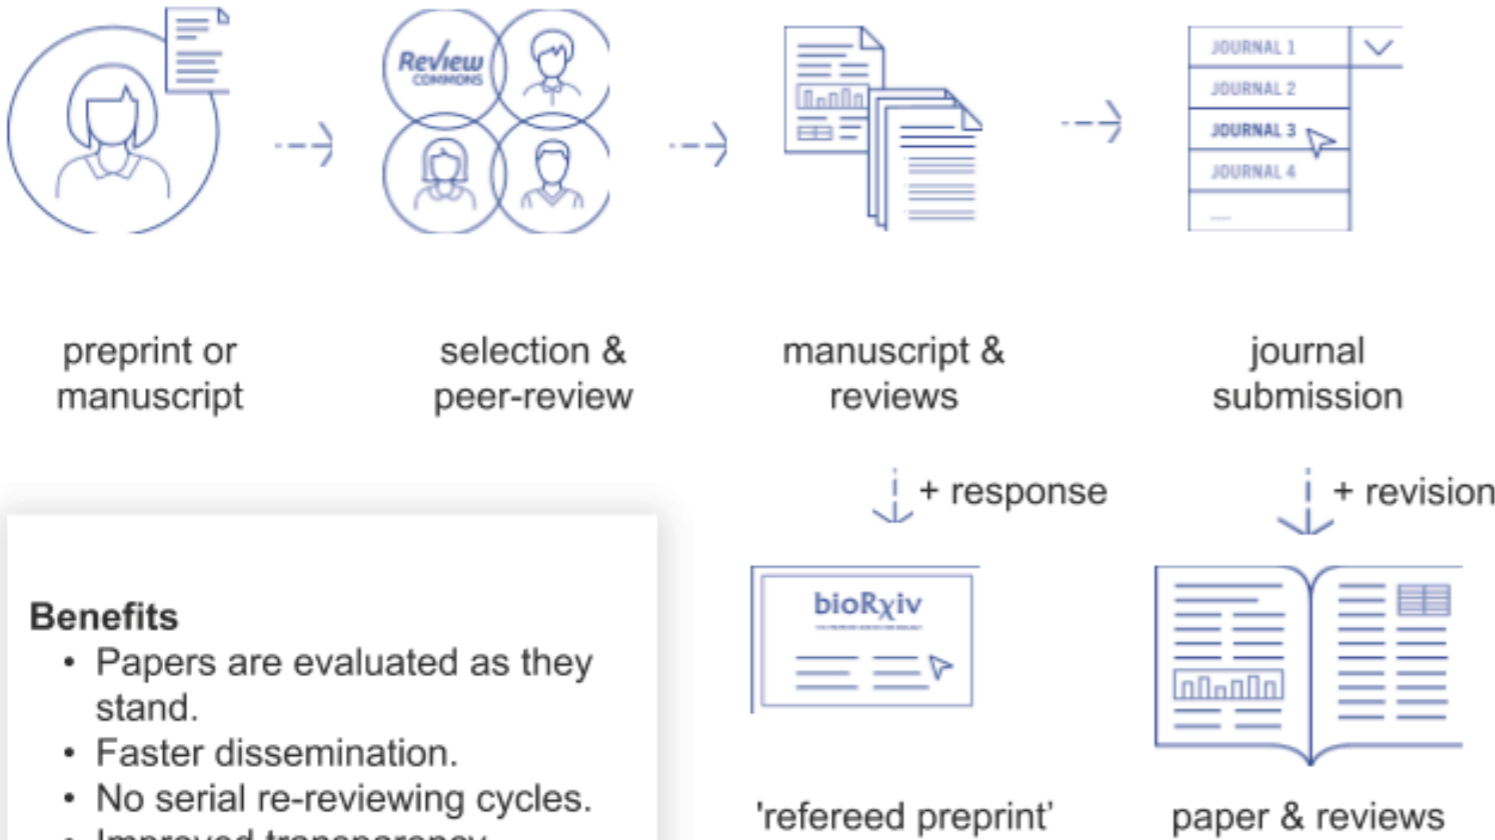 Review
COMMONS
JOURNAL 1
JOURNAL 2
JOURNAL 3
JOURNAL 4
....
preprint or
manuscript
selection &
peer-review
manuscript &
reviews
journal
submission
+ response
+ revision
bioRχiv
Benefits
• Papers are evaluated as they
stand.
• Faster dissemination.
• No serial re-reviewing cycles.
• Improved transparency
'refereed preprint’
paper & reviews